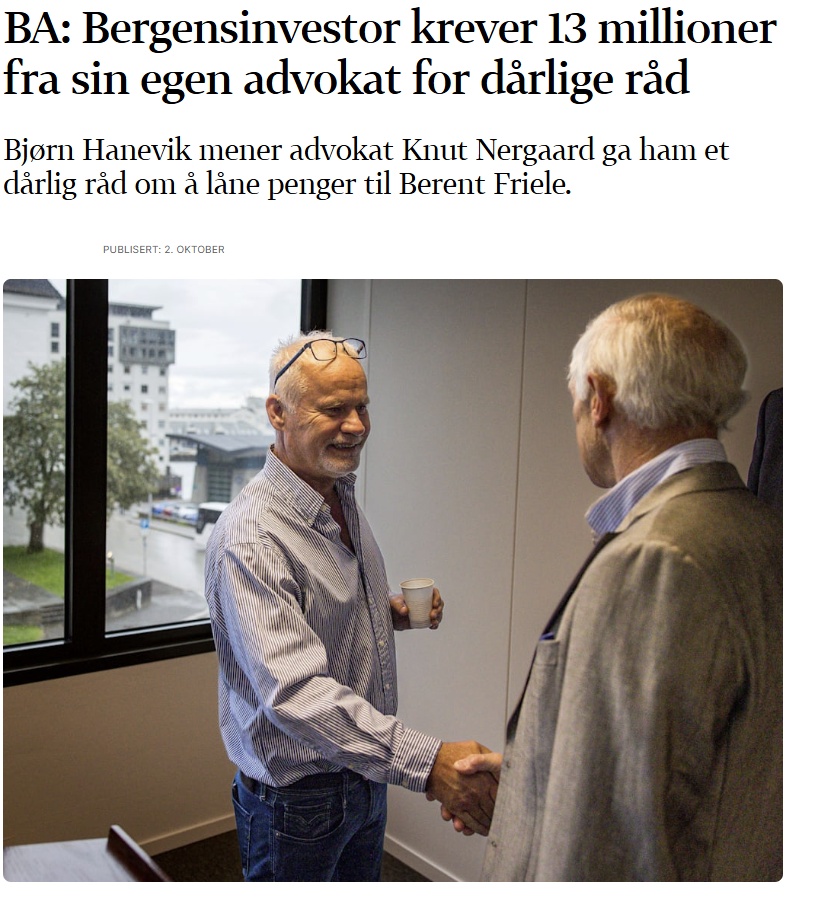 BA: Bergensinvestor krever 13 millioner
fra sin egen advokat for dårlige råd
Bjørn Hanevik mener advokat Knut Nergaard ga ham et
dårlig råd om å låne penger til Berent Friele.
PUBLISERT: 2. OKTOBER